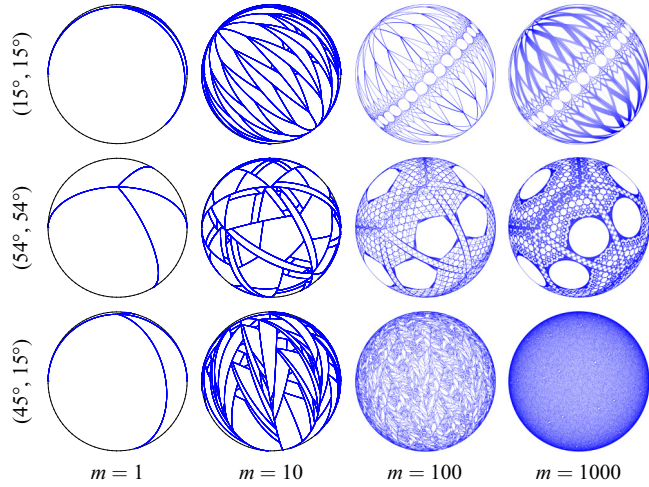 (15°, 15°)
(54°, 54°)
(45°, 15°)
m = 1
m = 10
m = 100
m = 1000